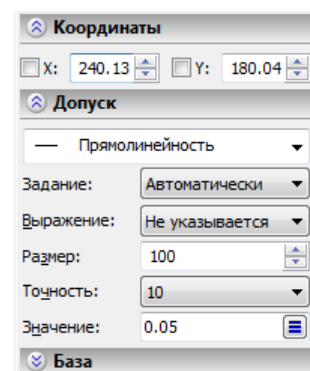 Координаты
X: 240.13 Y: 180.04
Допуск
Прямолинейность
Задание: Автоматически
Выражение: Не указывается
Размер: 100
Точность: 10
Значение: 0.05
База